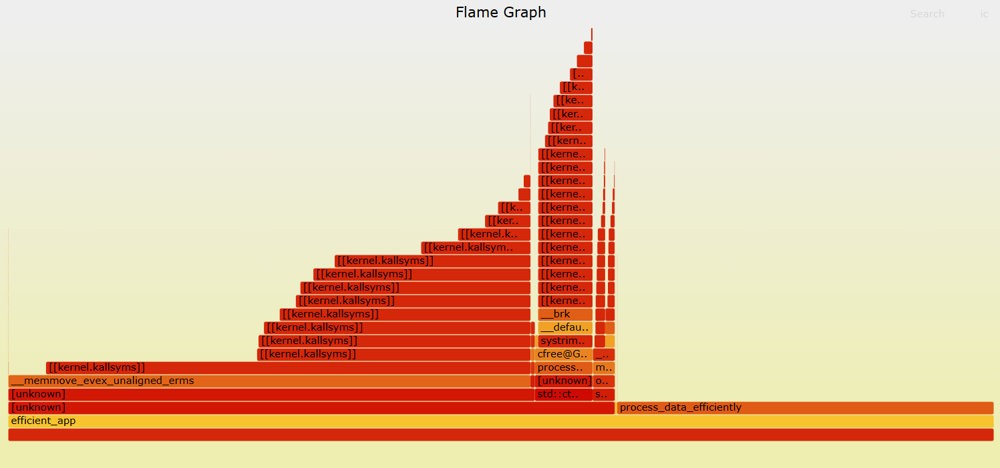 Flame Graph
Search ic
[..
[[k..
[[ke..
[[ker..
[[ker..
[[kern..
[[kerne..
[[kerne..
[[kerne..
[[kerne..
[[k.. [[kerne..
[[ker.. [[kerne..
[[kernel.k.. [[kerne..
[[kernel.kallsym.. [[kerne..
[[kernel.kallsyms]] [[kerne..
[[kernel.kallsyms]] [[kerne..
[[kernel.kallsyms]] [[kerne..
[[kernel.kallsyms]] [[kerne..
[[kernel.kallsyms]] __brk
[[kernel.kallsyms]] __defau..
[[kernel.kallsyms]] systrim..
[[kernel.kallsyms]] cfree@G.. _..
[[kernel.kallsyms]] process.. m..
__memmove_evex_unaligned_erms [unknown] o..
[unknown] std::ct.. s..
[unknown] process_data_efficiently
efficient_app